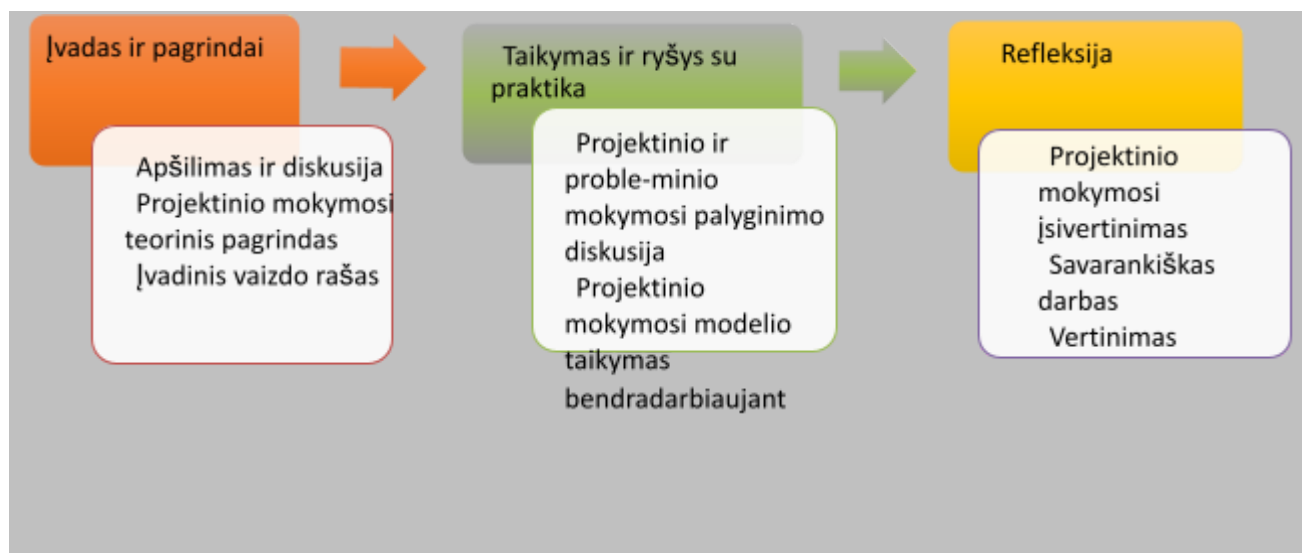 Įvadas ir pagrindai
Apšilimas ir diskusija
Projektinio mokymosi
teorinis pagrindas
Įvadinis vaizdo rašas
Taikymas ir ryšys su
praktika
Projektinio ir
proble-minio
mokymosi palyginimo
diskusija
Projektinio
mokymosi modelio
taikymas
bendradarbiaujant
Refleksija
Projektinio
mokymosi
įsivertinimas
Savarankiškas
darbas
Vertinimas